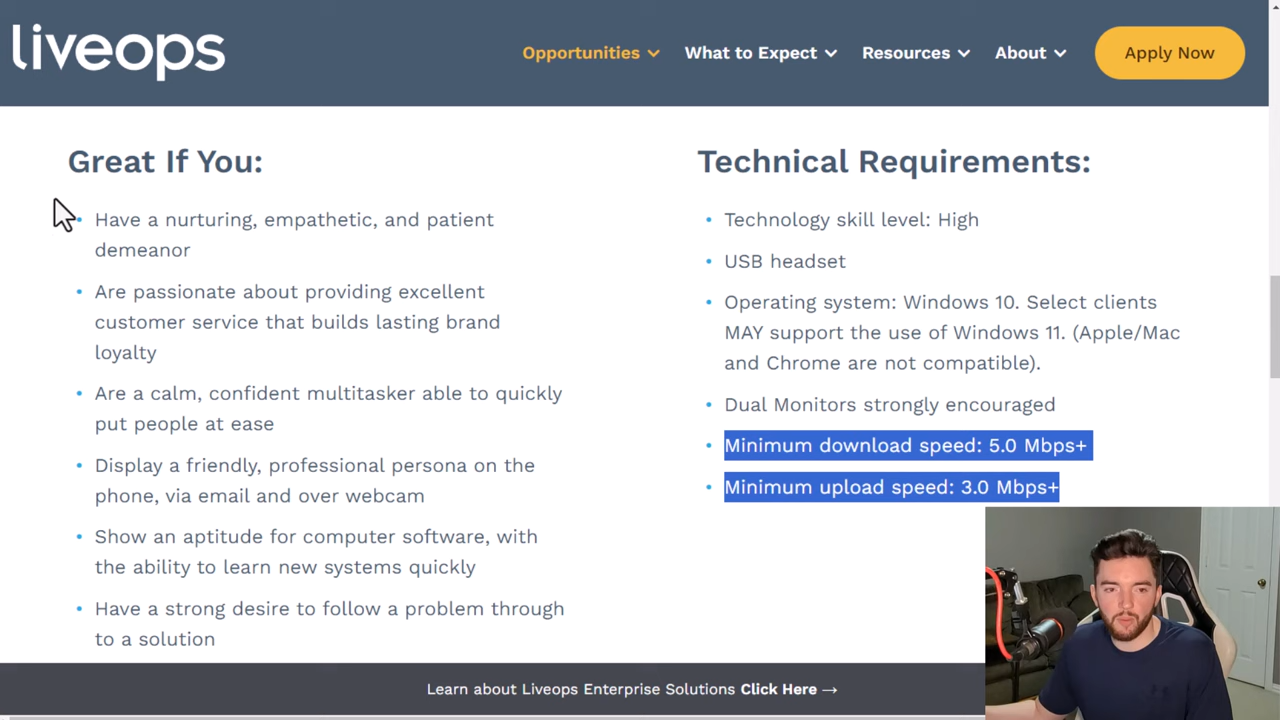 liveops
Opportunities
What to Expect
Resources
About
Apply Now
Great If You:
Have a nurturing, empathetic, and patient
demeanor
Are passionate about providing excellent
customer service that builds lasting brand
loyalty
Are a calm, confident multitasker able to quickly
put people at ease
Display a friendly, professional persona on the
phone, via email and over webcam
Show an aptitude for computer software, with
the ability to learn new systems quickly
Have a strong desire to follow a problem through
to a solution
Technical Requirements:
Technology skill level: High
USB headset
Operating system: Windows 10. Select clients
MAY support the use of Windows 11. (Apple/Mac
and Chrome are not compatible).
Dual Monitors strongly encouraged
Minimum download speed: 5.0 Mbps+
Minimum upload speed: 3.0 Mbps+
Learn about Liveops Enterprise Solutions Click Here →